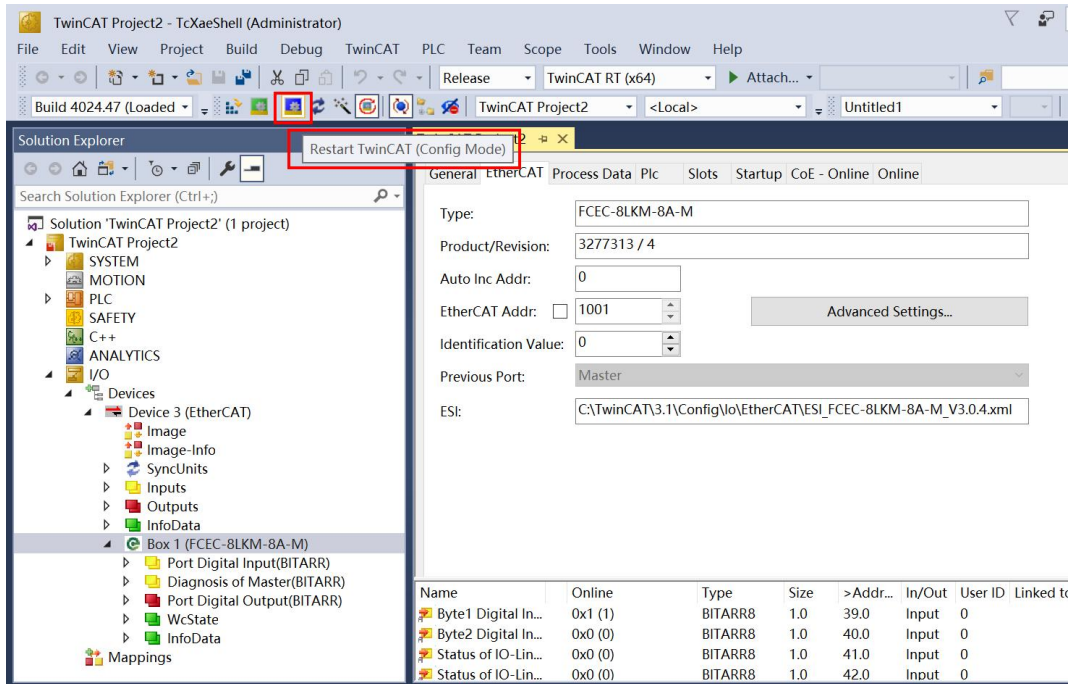 TwinCAT Project2 - TcXaeShell (Administrator)
File Edit View Project Build Debug TwinCAT PLC Team Scope Tools Window Help
Release TwinCAT RT (x64) Attach...
Build 4024.47 (Loaded TwinCAT Project2 <Local> Untitled1
Solution Explorer
Restart TwinCAT (Config Mode)
Search Solution Explorer (Ctrl+;)
Solution 'TwinCAT Project2' (1 project)
TwinCAT Project2
SYSTEM
MOTION
PLC
SAFETY
C++
ANALYTICS
I/O
Devices
Device 3 (EtherCAT)
Image
Image-Info
SyncUnits
Inputs
Outputs
InfoData
Box 1 (FCEC-8LKM-8A-M)
Port Digital Input(BITARR)
Diagnosis of Master(BITARR)
Port Digital Output(BITARR)
WcState
InfoData
Mappings
General EtherCAT Process Data Plc Slots Startup CoE - Online Online
Type: FCEC-8LKM-8A-M
Product/Revision: 3277313 / 4
Auto Inc Addr: 0
EtherCAT Addr: 1001 Advanced Settings...
Identification Value: 0
Previous Port: Master
ESI: C:\TwinCAT\3.1\Config\Io\EtherCAT\ESI_FCEC-8LKM-8A-M_V3.0.4.xml
Name Online Type Size >Addr... In/Out User ID Linked to
Byte1 Digital In... 0x1 (1) BITARR8 1.0 39.0 Input 0
Byte2 Digital In... 0x0 (0) BITARR8 1.0 40.0 Input 0
Status of IO-Lin... 0x0 (0) BITARR8 1.0 41.0 Input 0
Status of IO-Lin... 0x0 (0) BITARR8 1.0 42.0 Input 0